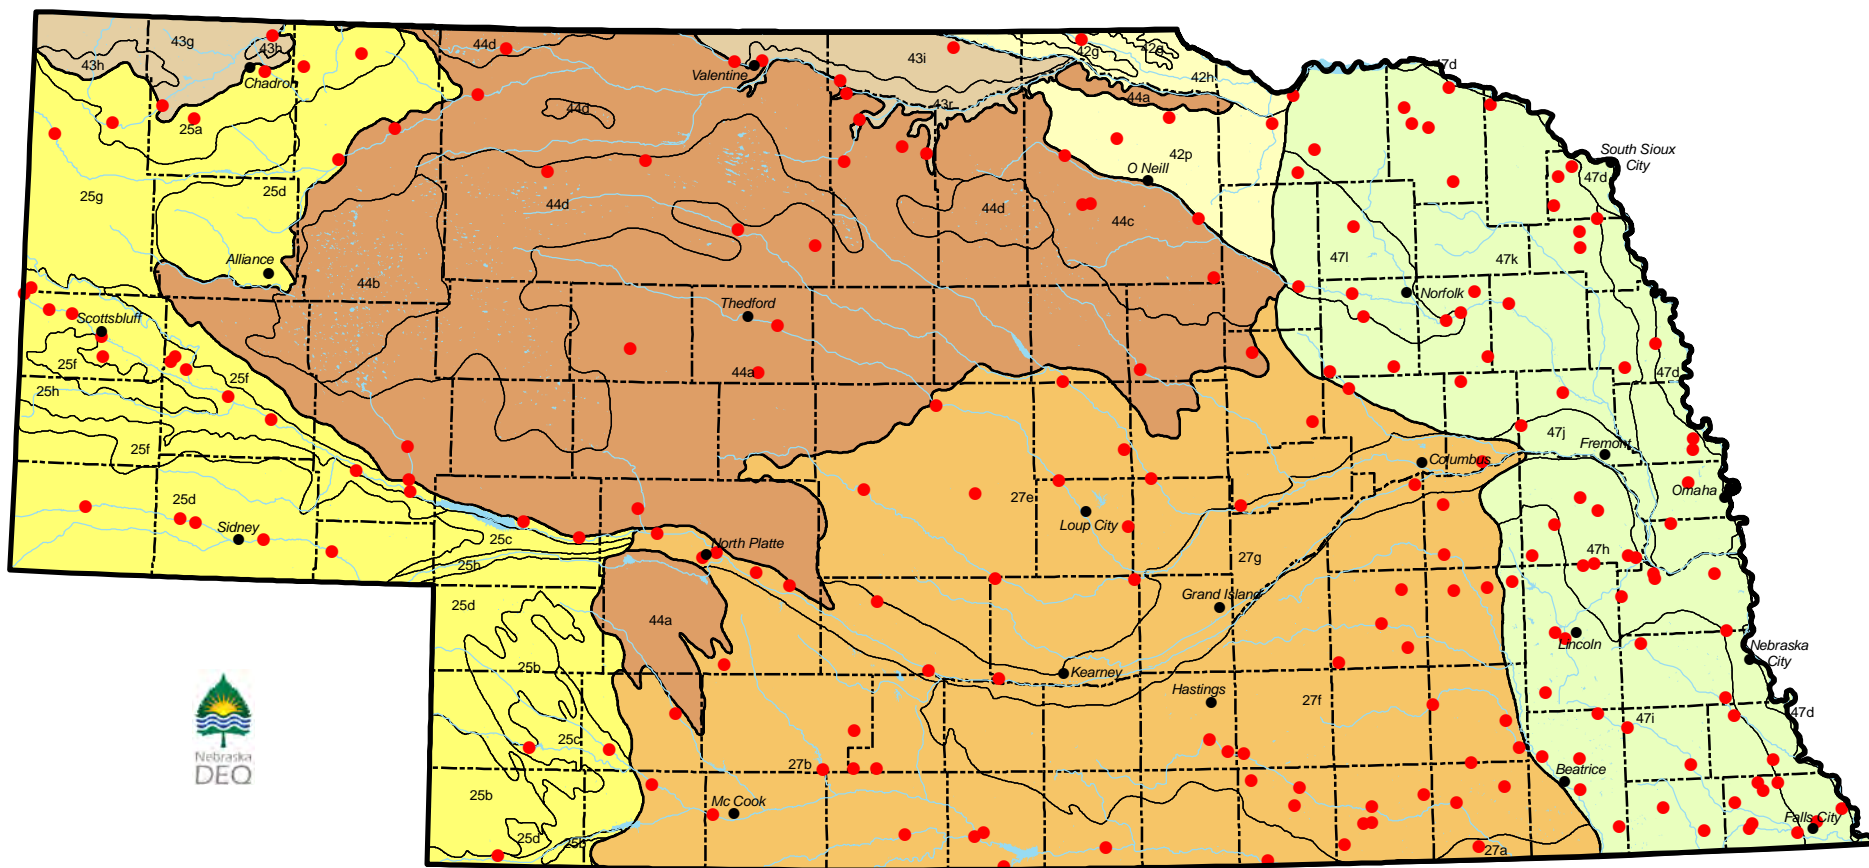 43g
43h
43h
Chadron
25a
25g
25d
Alliance
44d
44d
44d
44b
Valentine
43i
43r
42g
42g
42h
44a
42p
O Neill
44d
44c
47d
South Sioux
City
47d
47l
47k
Norfolk
Thedford
44a
Scottsbluff
25f
25f
25h
25f
25d
Sidney
25c
25h
North Platte
27e
Loup City
27g
Grand Island
Columbus
47j
Fremont
47d
Omaha
47h
Lincoln
Nebraska
City
25d
44a
25b
25c
25b
25d
25b
Kearney
Hastings
27f
27b
Mc Cook
47i
47d
Beatrice
Falls City
27a
Nebraska
DEQ